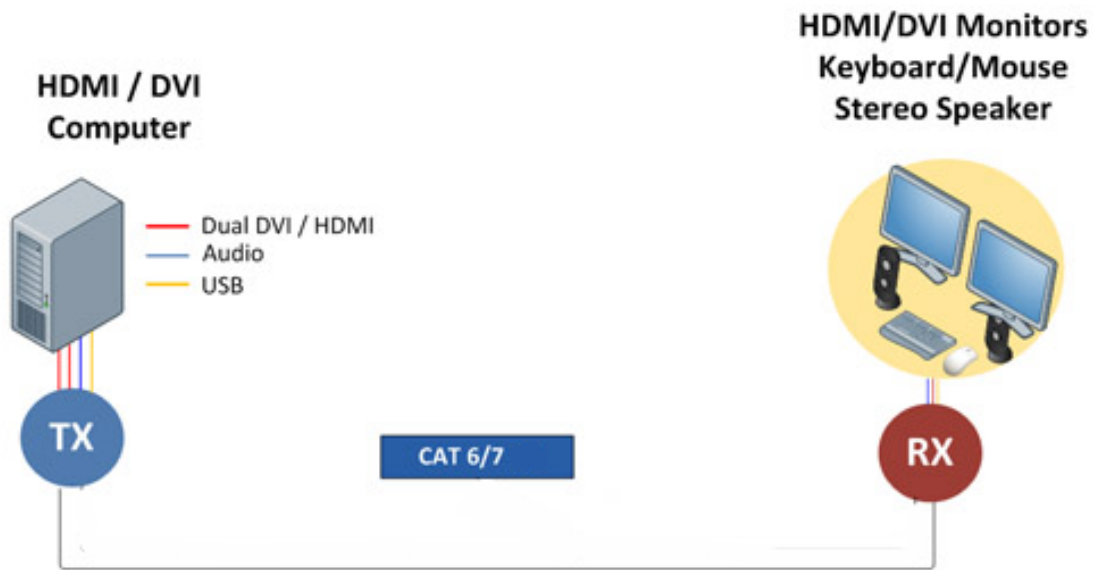 HDMI / DVI
Computer
HDMI/DVI Monitors
Keyboard/Mouse
Stereo Speaker
Dual DVI / HDMI
Audio
USB
TX
CAT 6/7
RX